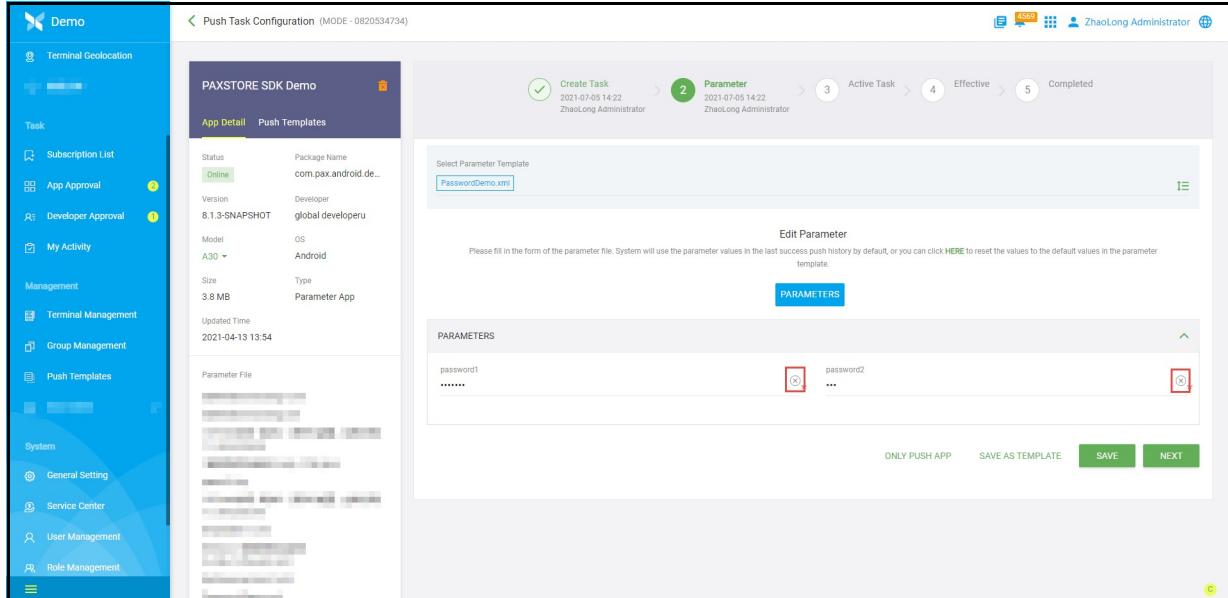 Demo
Push Task Configuration (MODE - 0820534734)
4569
ZhaoLong Administrator
Terminal Geolocation
Task
Subscription List
App Approval 2
Developer Approval 1
My Activity
Management
Terminal Management
Group Management
Push Templates
System
General Setting
Service Center
User Management
Role Management
PAXSTORE SDK Demo
App Detail Push Templates
Status Package Name
Online com.pax.android.de...
Version Developer
8.1.3-SNAPSHOT global developeru
Model OS
A30 Android
Size Type
3.8 MB Parameter App
Updated Time
2021-04-13 13:54
Parameter File
Create Task
2021-07-05 14:22
ZhaoLong Administrator
2 Parameter
2021-07-05 14:22
ZhaoLong Administrator
3 Active Task
4 Effective
5 Completed
Select Parameter Template
PasswordDemo.xml
Edit Parameter
Please fill in the form of the parameter file. System will use the parameter values in the last success push history by default, or you can click HERE to reset the values to the default values in the parameter
template.
PARAMETERS
PARAMETERS
password1 password2
••••••• •••
ONLY PUSH APP SAVE AS TEMPLATE SAVE NEXT
C